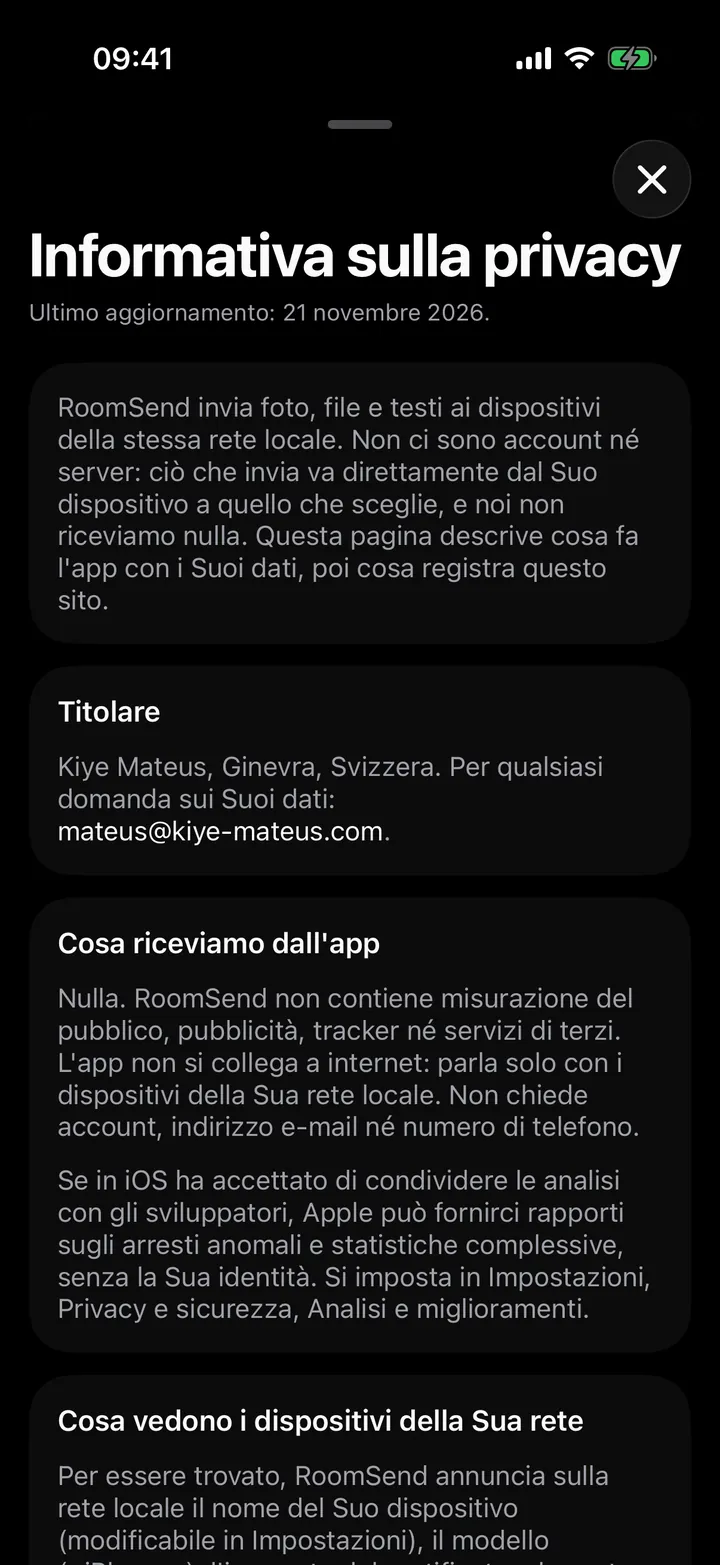 09:41
Informativa sulla privacy
Ultimo aggiornamento: 21 novembre 2026.
RoomSend invia foto, file e testi ai dispositivi
della stessa rete locale. Non ci sono account né
server: ciò che invia va direttamente dal Suo
dispositivo a quello che sceglie, e noi non
riceviamo nulla. Questa pagina descrive cosa fa
l'app con i Suoi dati, poi cosa registra questo
sito.
Titolare
Kiye Mateus, Ginevra, Svizzera. Per qualsiasi
domanda sui Suoi dati:
mateus@kiye-mateus.com.
Cosa riceviamo dall'app
Nulla. RoomSend non contiene misurazione del
pubblico, pubblicità, tracker né servizi di terzi.
L'app non si collega a internet: parla solo con i
dispositivi della Sua rete locale. Non chiede
account, indirizzo e-mail né numero di telefono.
Se in iOS ha accettato di condividere le analisi
con gli sviluppatori, Apple può fornirci rapporti
sugli arresti anomali e statistiche complessive,
senza la Sua identità. Si imposta in Impostazioni,
Privacy e sicurezza, Analisi e miglioramenti.
Cosa vedono i dispositivi della Sua rete
Per essere trovato, RoomSend annuncia sulla
rete locale il nome del Suo dispositivo
(modificabile in Impostazioni), il modello